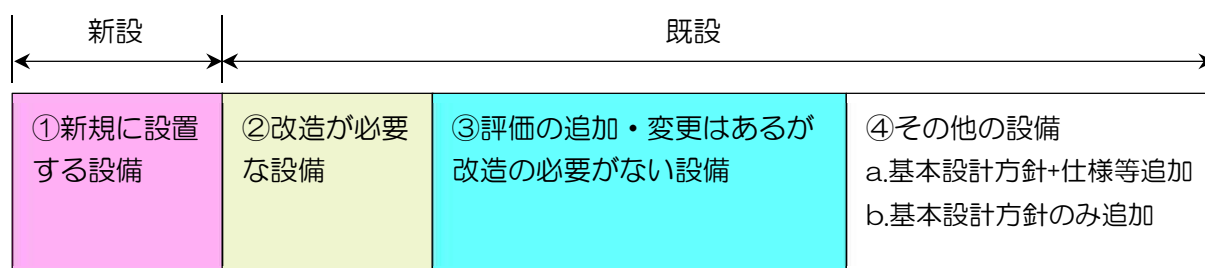 新設
既設
①新規に設置
する設備
②改造が必要
な設備
③評価の追加・変更はあるが
改造の必要がない設備
④その他の設備
a.基本設計方針+仕様等追加
b.基本設計方針のみ追加